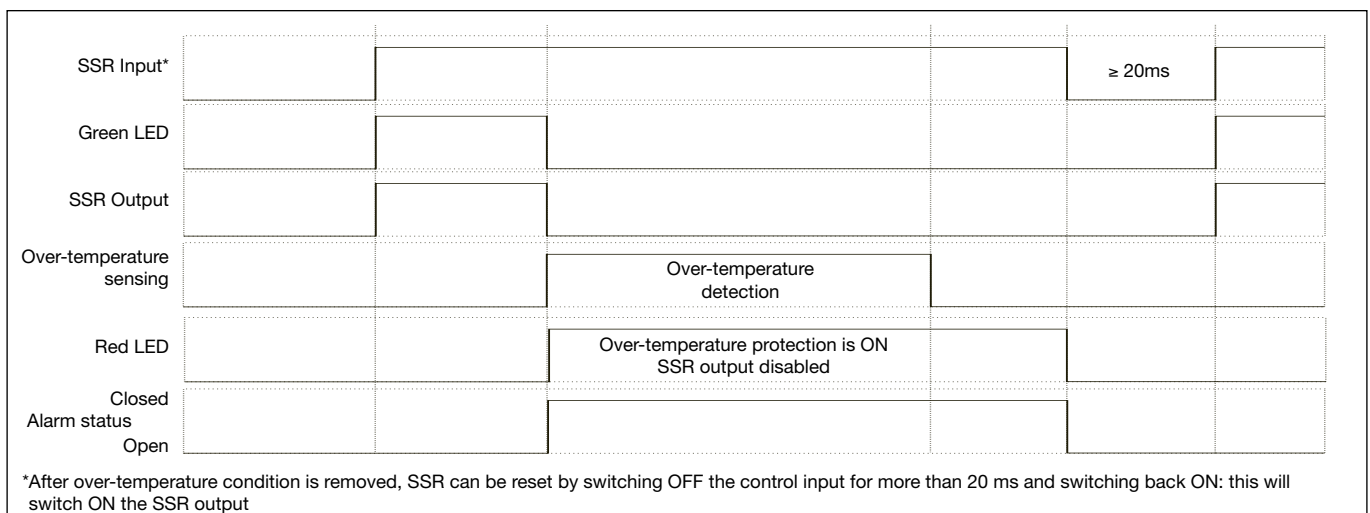 SSR Input*
≥ 20ms
Green LED
SSR Output
Over-temperature
sensing
Over-temperature
detection
Red LED
Over-temperature protection is ON
SSR output disabled
Closed
Alarm status
Open
*After over-temperature condition is removed, SSR can be reset by switching OFF the control input for more than 20 ms and switching back ON: this will
switch ON the SSR output